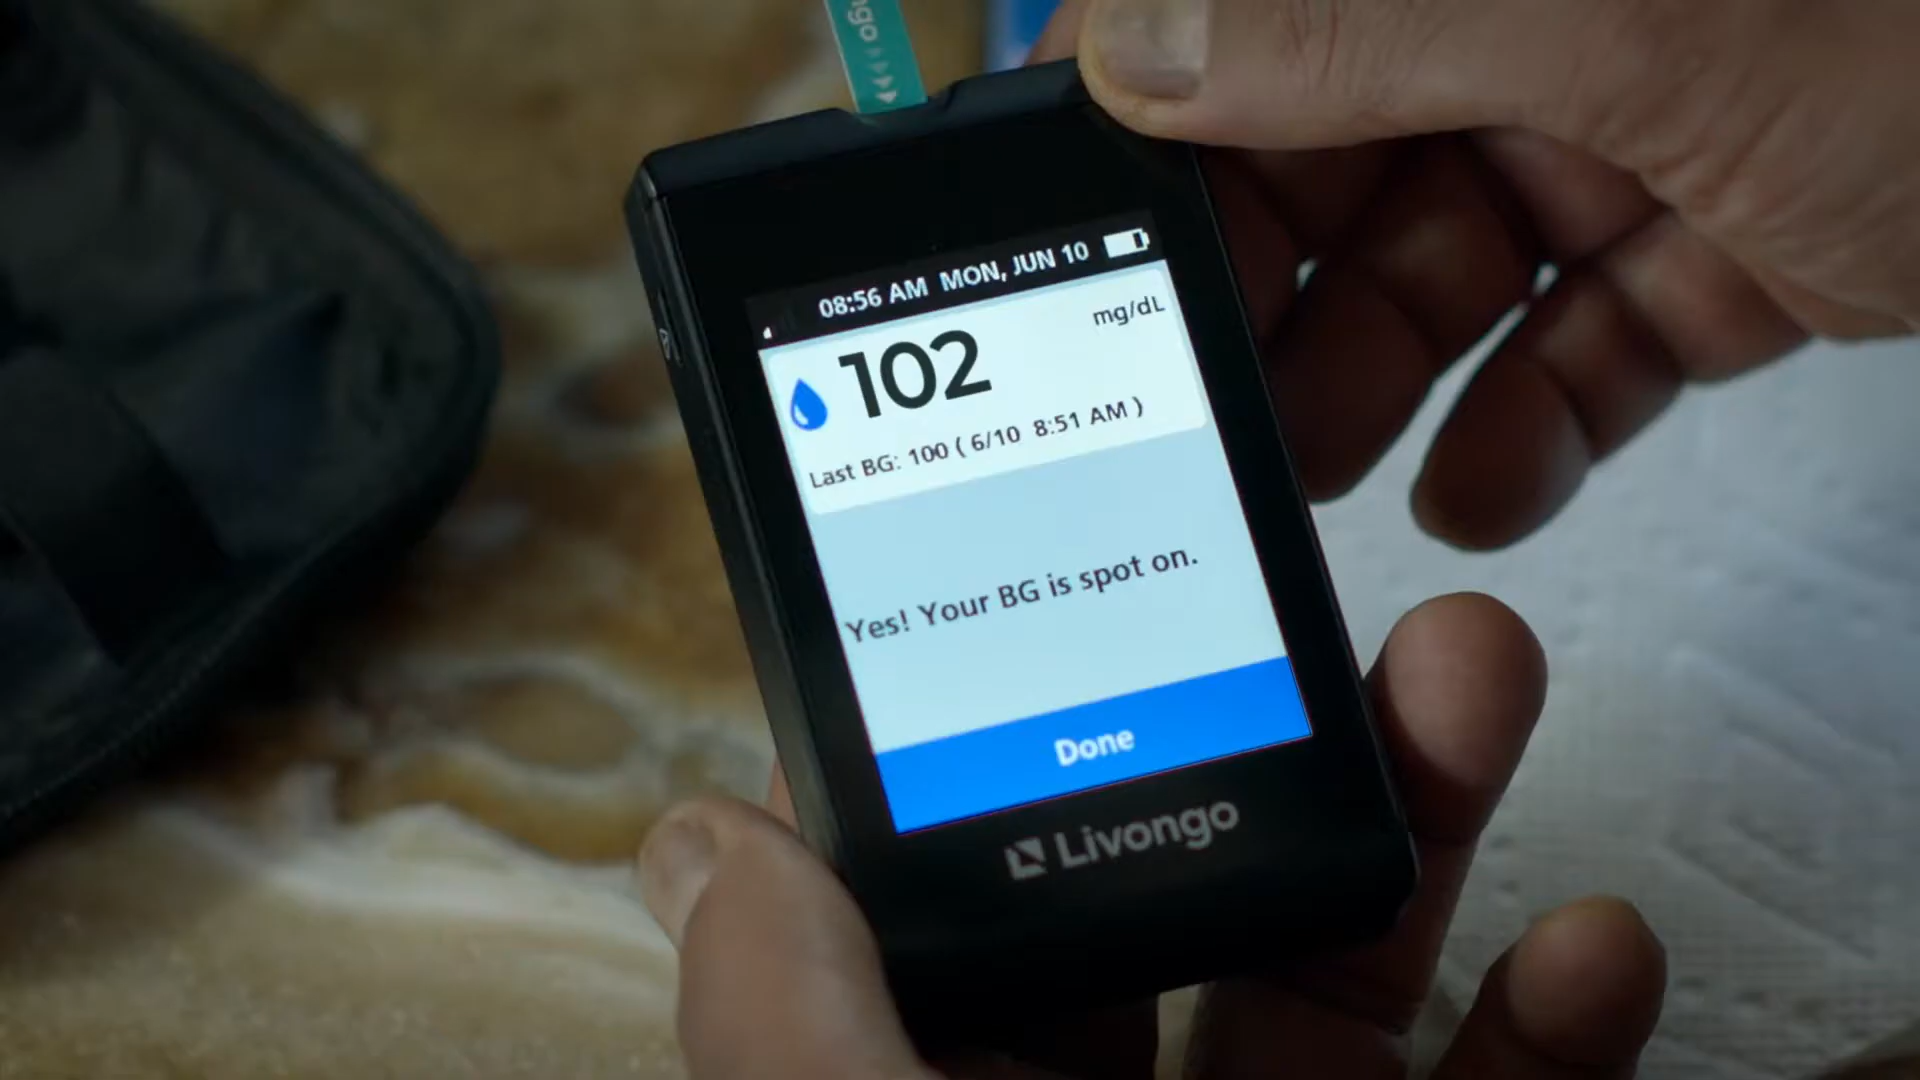 ngo
08:56 AM MON, JUN 10
mg/dL
102
Last BG: 100 ( 6/10 8:51 AM )
Yes! Your BG is spot on.
Done
Livongo